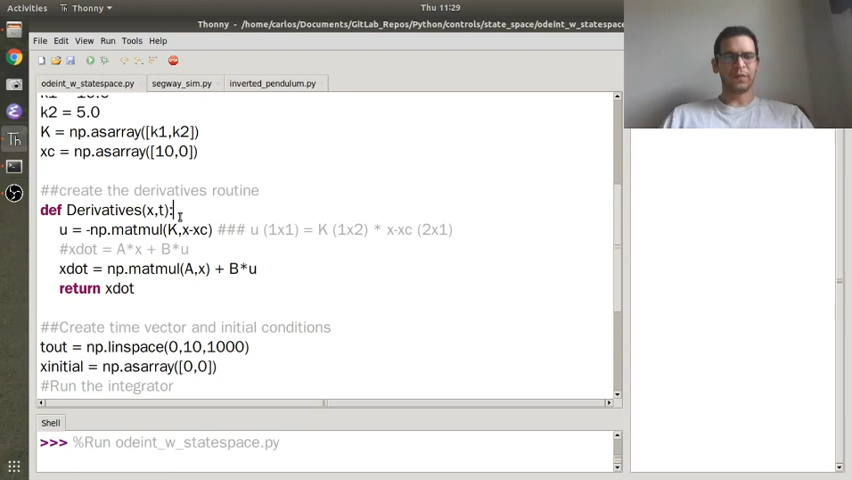 Activities
Thonny
Thu 11:29
Thonny - /home/carlos/Documents/GitLab_Repos/Python/controls/state_space/odeint_w_statespac
File Edit View Run Tools Help
odeint_w_statespace.py segway_sim.py inverted_pendulum.py
k2 = 5.0
K = np.asarray([k1,k2])
xc = np.asarray([10,0])
##create the derivatives routine
def Derivatives(x,t):
u = -np.matmul(K,x-xc) ### u (1x1) = K (1x2) * x-xc (2x1)
#xdot = A*x + B*u
xdot = np.matmul(A,x) + B*u
return xdot
##Create time vector and initial conditions
tout = np.linspace(0,10,1000)
xinitial = np.asarray([0,0])
#Run the integrator
Shell
>>> %Run odeint_w_statespace.py